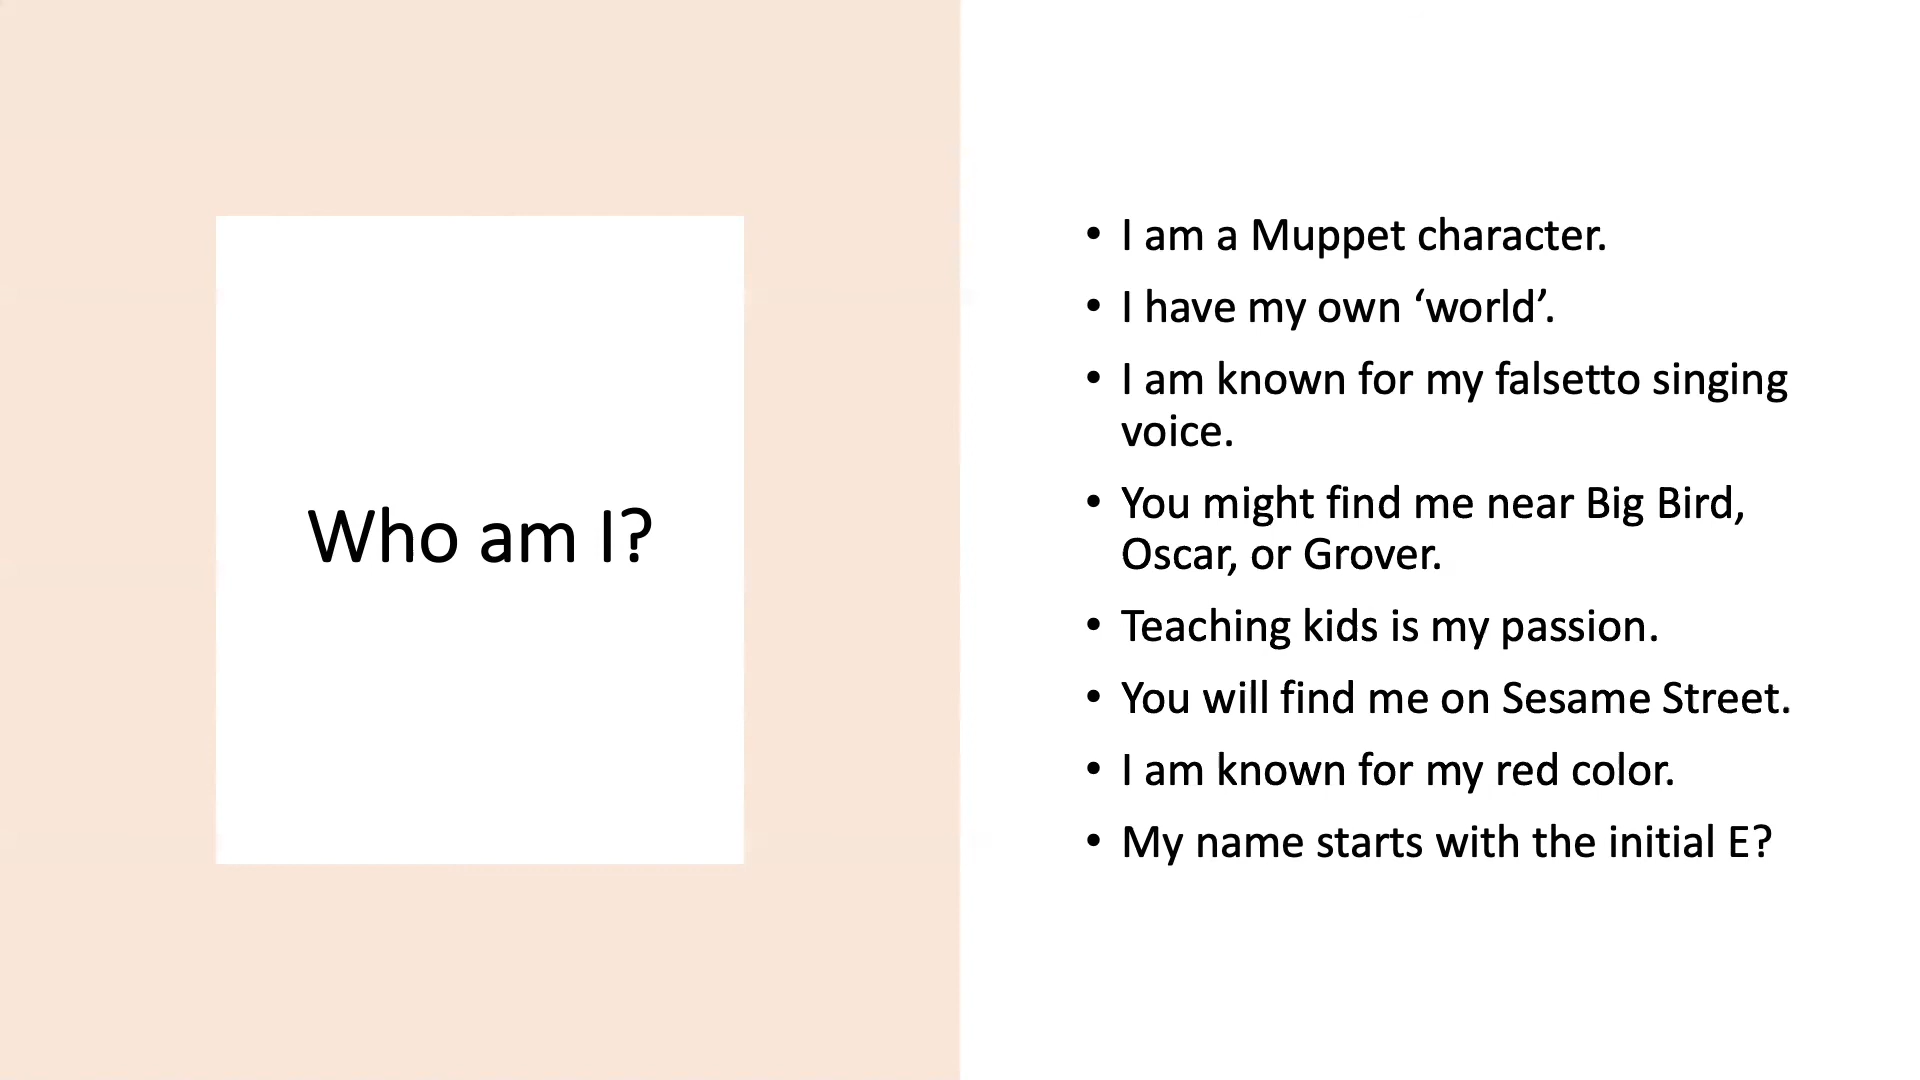 Who am I?
• I am a Muppet character.
• I have my own ‘world’.
• I am known for my falsetto singing
voice.
• You might find me near Big Bird,
Oscar, or Grover.
• Teaching kids is my passion.
• You will find me on Sesame Street.
• I am known for my red color.
• My name starts with the initial E?